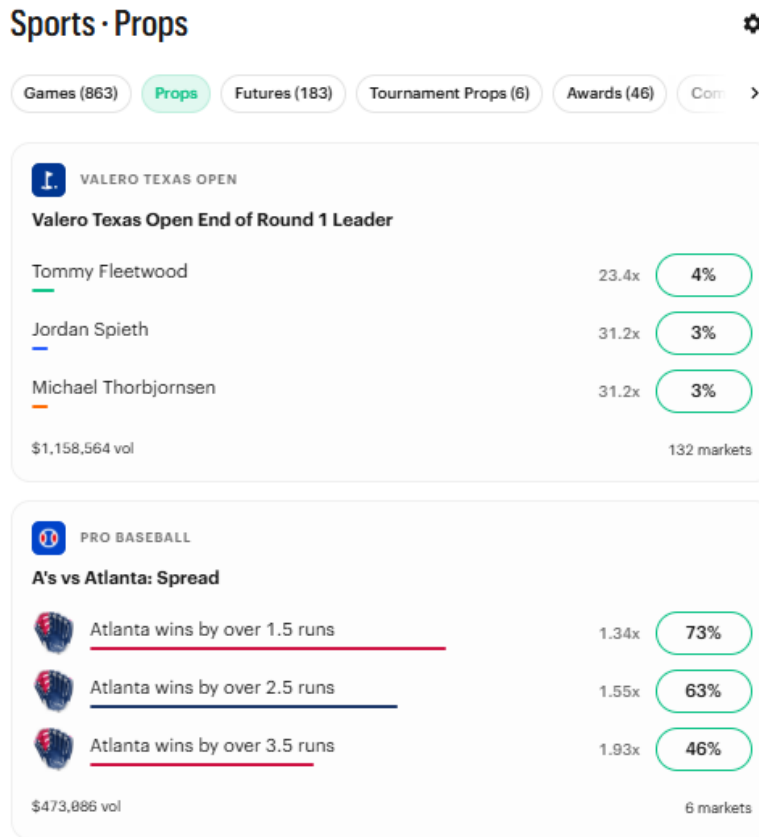 Sports · Props
Games (863) Props Futures (183) Tournament Props (6) Awards (46) Com
VALERO TEXAS OPEN
Valero Texas Open End of Round 1 Leader
Tommy Fleetwood 23.4x 4%
Jordan Spieth 31.2x 3%
Michael Thorbjornsen 31.2x 3%
$1,158,564 vol 132 markets
PRO BASEBALL
A's vs Atlanta: Spread
Atlanta wins by over 1.5 runs 1.34x 73%
Atlanta wins by over 2.5 runs 1.55x 63%
Atlanta wins by over 3.5 runs 1.93x 46%
$473,086 vol 6 markets